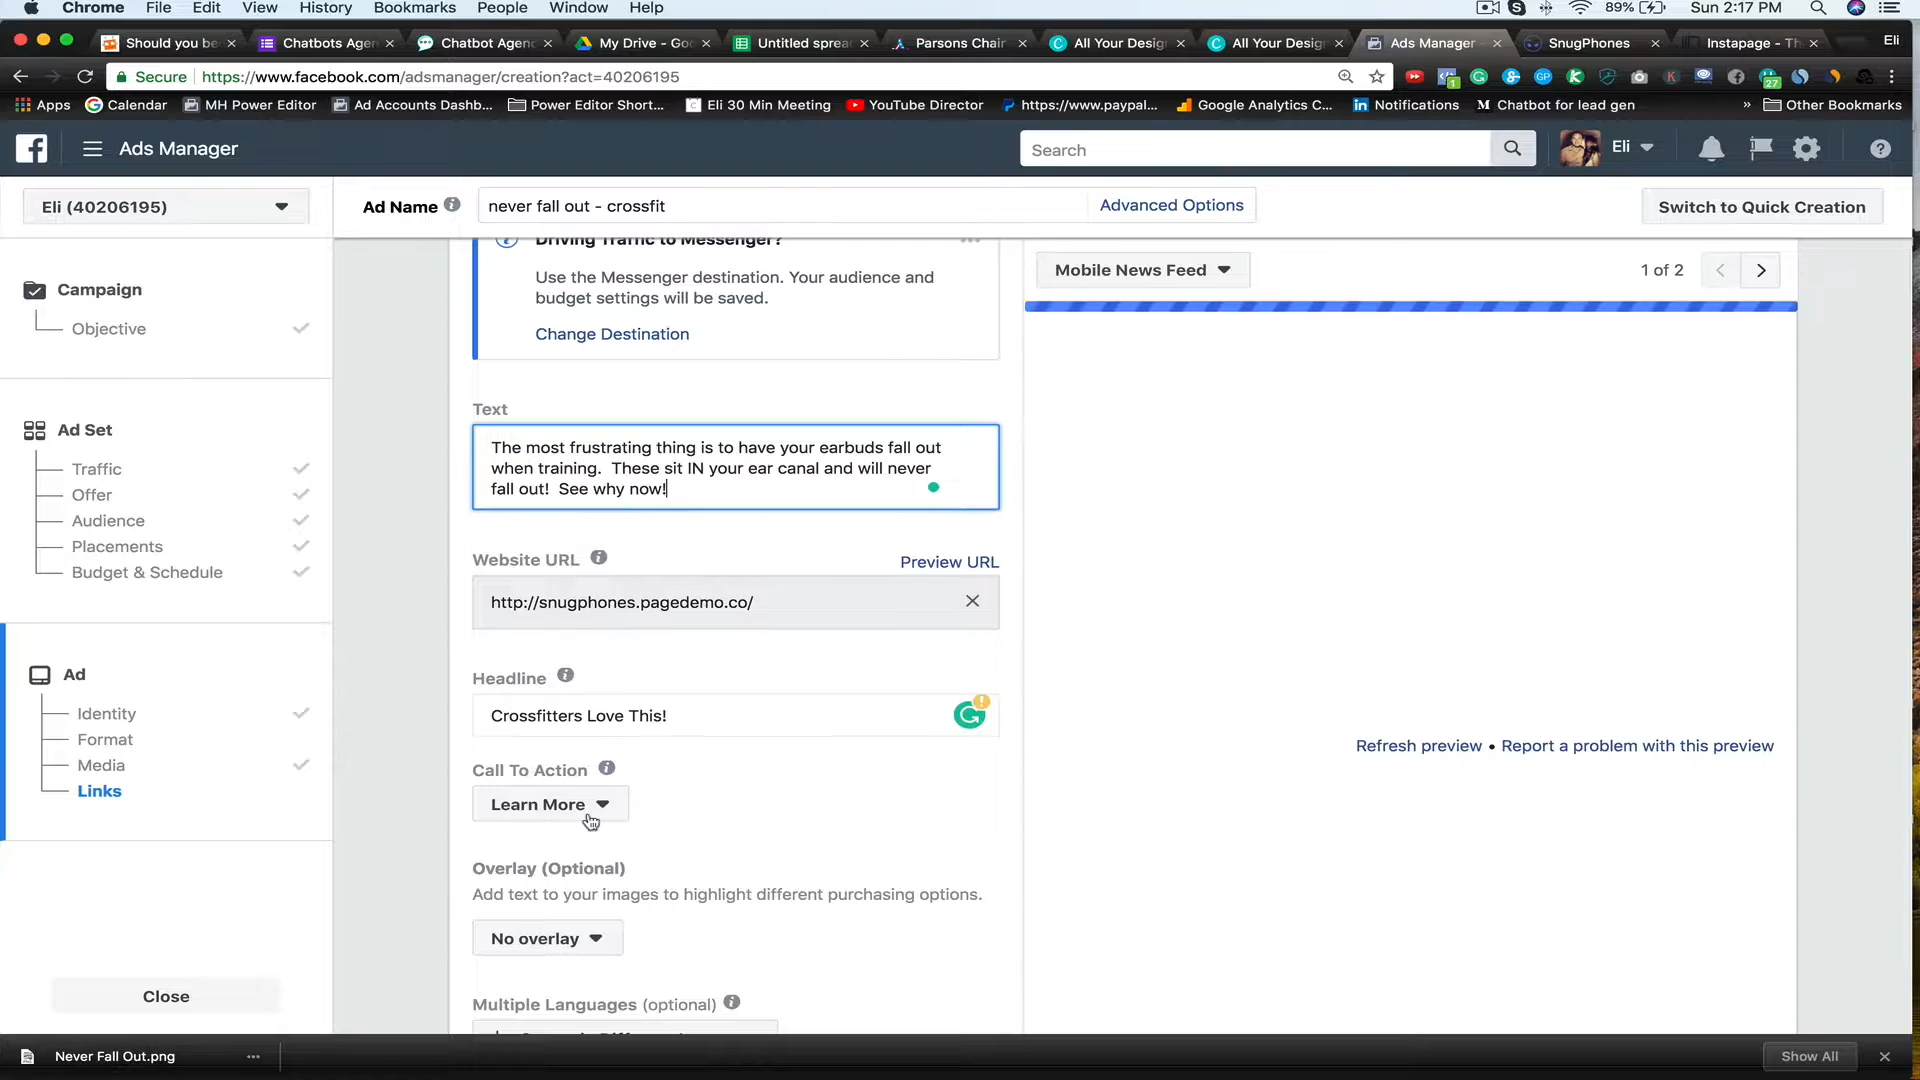 Chrome File Edit View History Bookmarks People Window Help 89% Sun 2:17 PM
Should you be Chatbots Agen Chatbot Agenc My Drive - Goo Untitled sprea Parsons Chair All Your Desig All Your Desig Ads Manager SnugPhones Instapage - Th Eli
Secure https://www.facebook.com/adsmanager/creation?act=40206195
Apps Calendar MH Power Editor Ad Accounts Dashb... Power Editor Short... Eli 30 Min Meeting YouTube Director https://www.paypal... Google Analytics C... Notifications Chatbot for lead gen » Other Bookmarks
Ads Manager Search Eli
Eli (40206195) Ad Name never fall out - crossfit Advanced Options Switch to Quick Creation
Campaign
Objective
Ad Set
Traffic
Offer
Audience
Placements
Budget & Schedule
Ad
Identity
Format
Media
Links
Close
Driving Traffic to Messenger?
Use the Messenger destination. Your audience and
budget settings will be saved.
Change Destination
Text
The most frustrating thing is to have your earbuds fall out
when training. These sit IN your ear canal and will never
fall out! See why now!
Website URL Preview URL
http://snugphones.pagedemo.co/
Headline
Crossfitters Love This!
Call To Action
Learn More
Overlay (Optional)
Add text to your images to highlight different purchasing options.
No overlay
Multiple Languages (optional)
Mobile News Feed 1 of 2
Refresh preview • Report a problem with this preview
Never Fall Out.png Show All